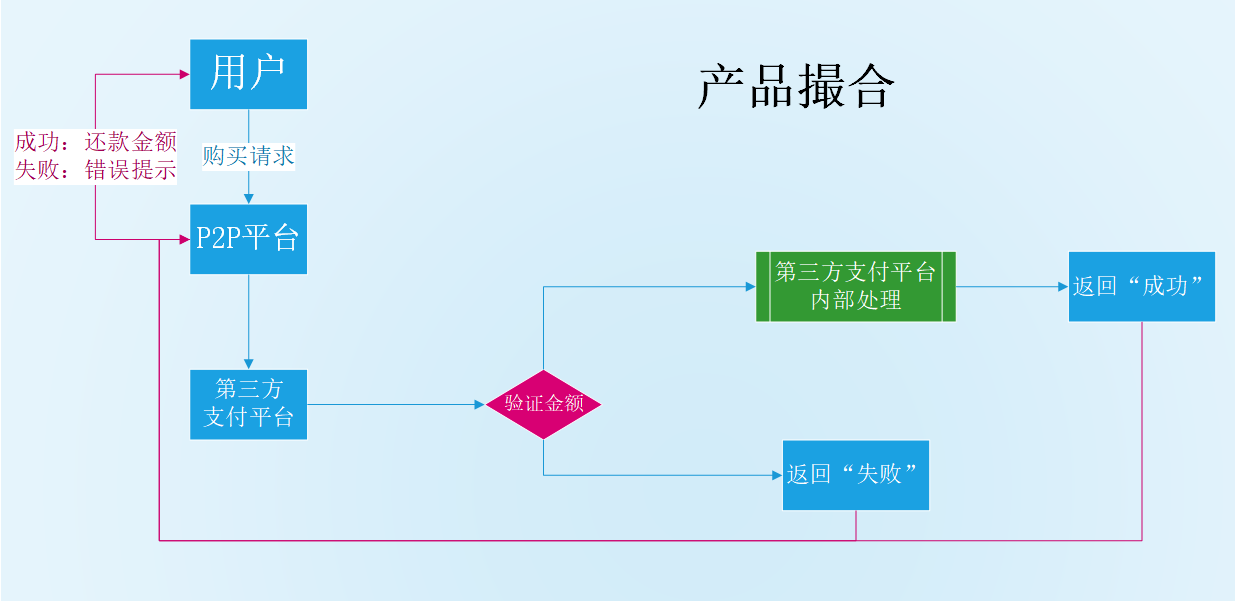 用户
产品撮合
成功：还款金额
失败：错误提示
购买请求
P2P平台
第三方支付平台
内部处理
返回“成功”
第三方
支付平台
验证金额
返回“失败”